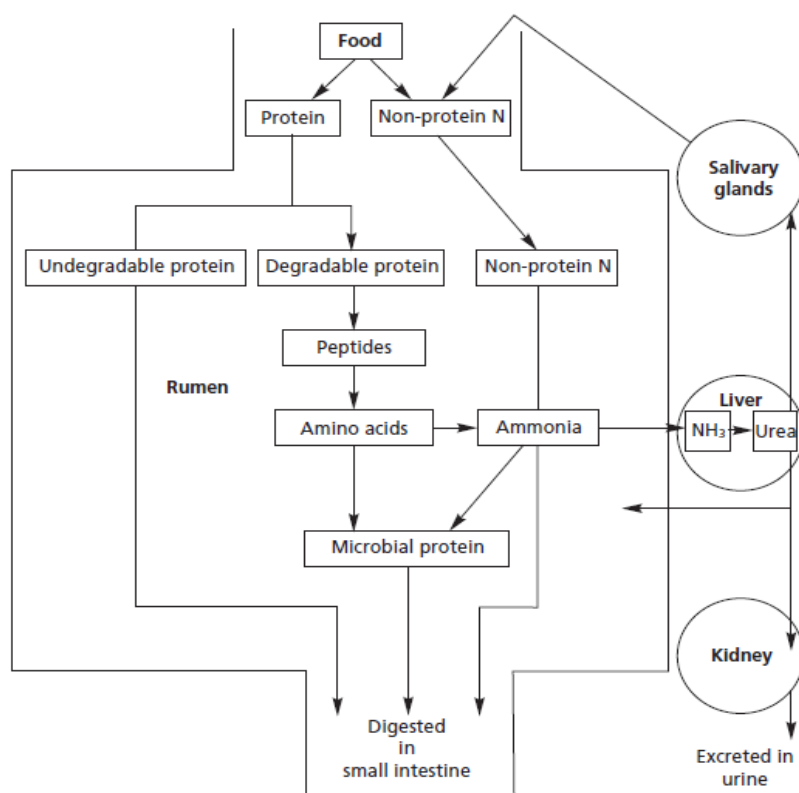 Food
Protein
Non-protein N
Salivary
glands
Undegradable protein
Degradable protein
Non-protein N
Peptides
Rumen
Liver
Amino acids
Ammonia
NH₃
Urea
Microbial protein
Kidney
Digested
in
small intestine
Excreted in
urine